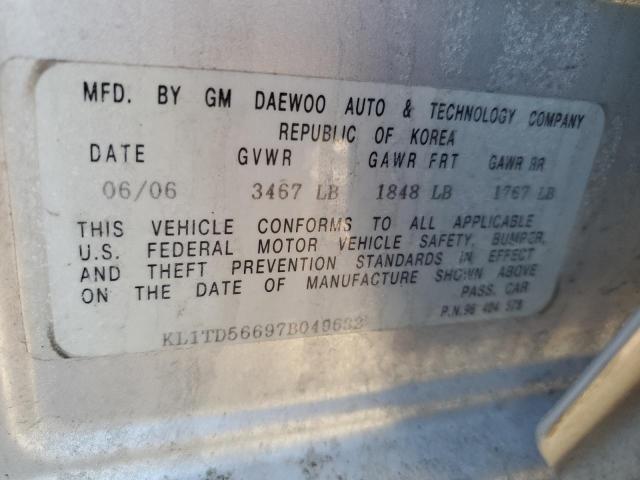 MFD. BY GM DAEWOO AUTO & TECHNOLOGY COMPANY
REPUBLIC OF KOREA
DATE GVWR GAWR FRT GAWR RR
06/06 3467 LB 1848 LB 1767 LB
THIS VEHICLE CONFORMS TO ALL APPLICABLE
U.S. FEDERAL MOTOR VEHICLE SAFETY, BUMPER,
AND THEFT PREVENTION STANDARDS IN EFFECT
ON THE DATE OF MANUFACTURE SHOWN ABOVE
PASS. CAR
P.N.96 404 578
KL1TD56697B049632